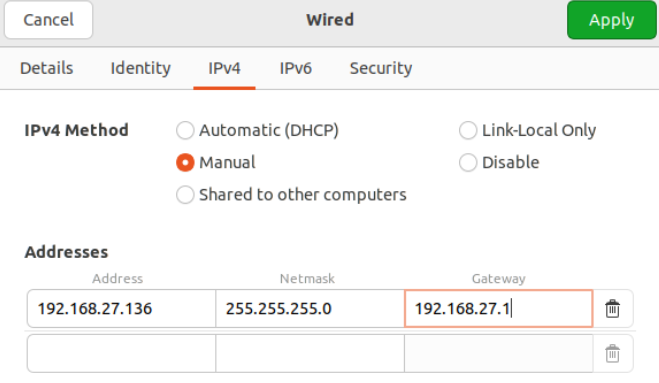 Cancel Wired Apply
Details Identity IPv4 IPv6 Security
IPv4 Method Automatic (DHCP) Link-Local Only
Manual Disable
Shared to other computers
Addresses
Address Netmask Gateway
192.168.27.136 255.255.255.0 192.168.27.1